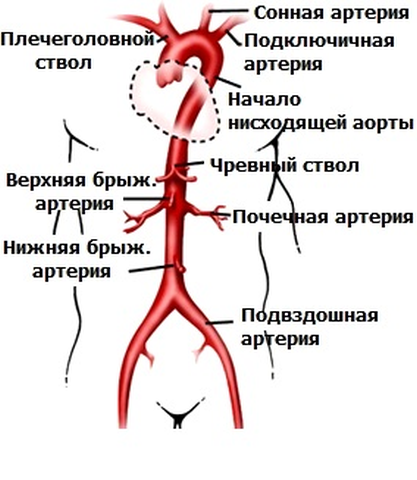 Сонная артерия
Плечеголовной
ствол
Подключичная
артерия
Начало
нисходящей аорты
Чревный ствол
Верхняя брыж.
артерия
Почечная артерия
Нижняя брыж.
артерия
Подвздошная
артерия